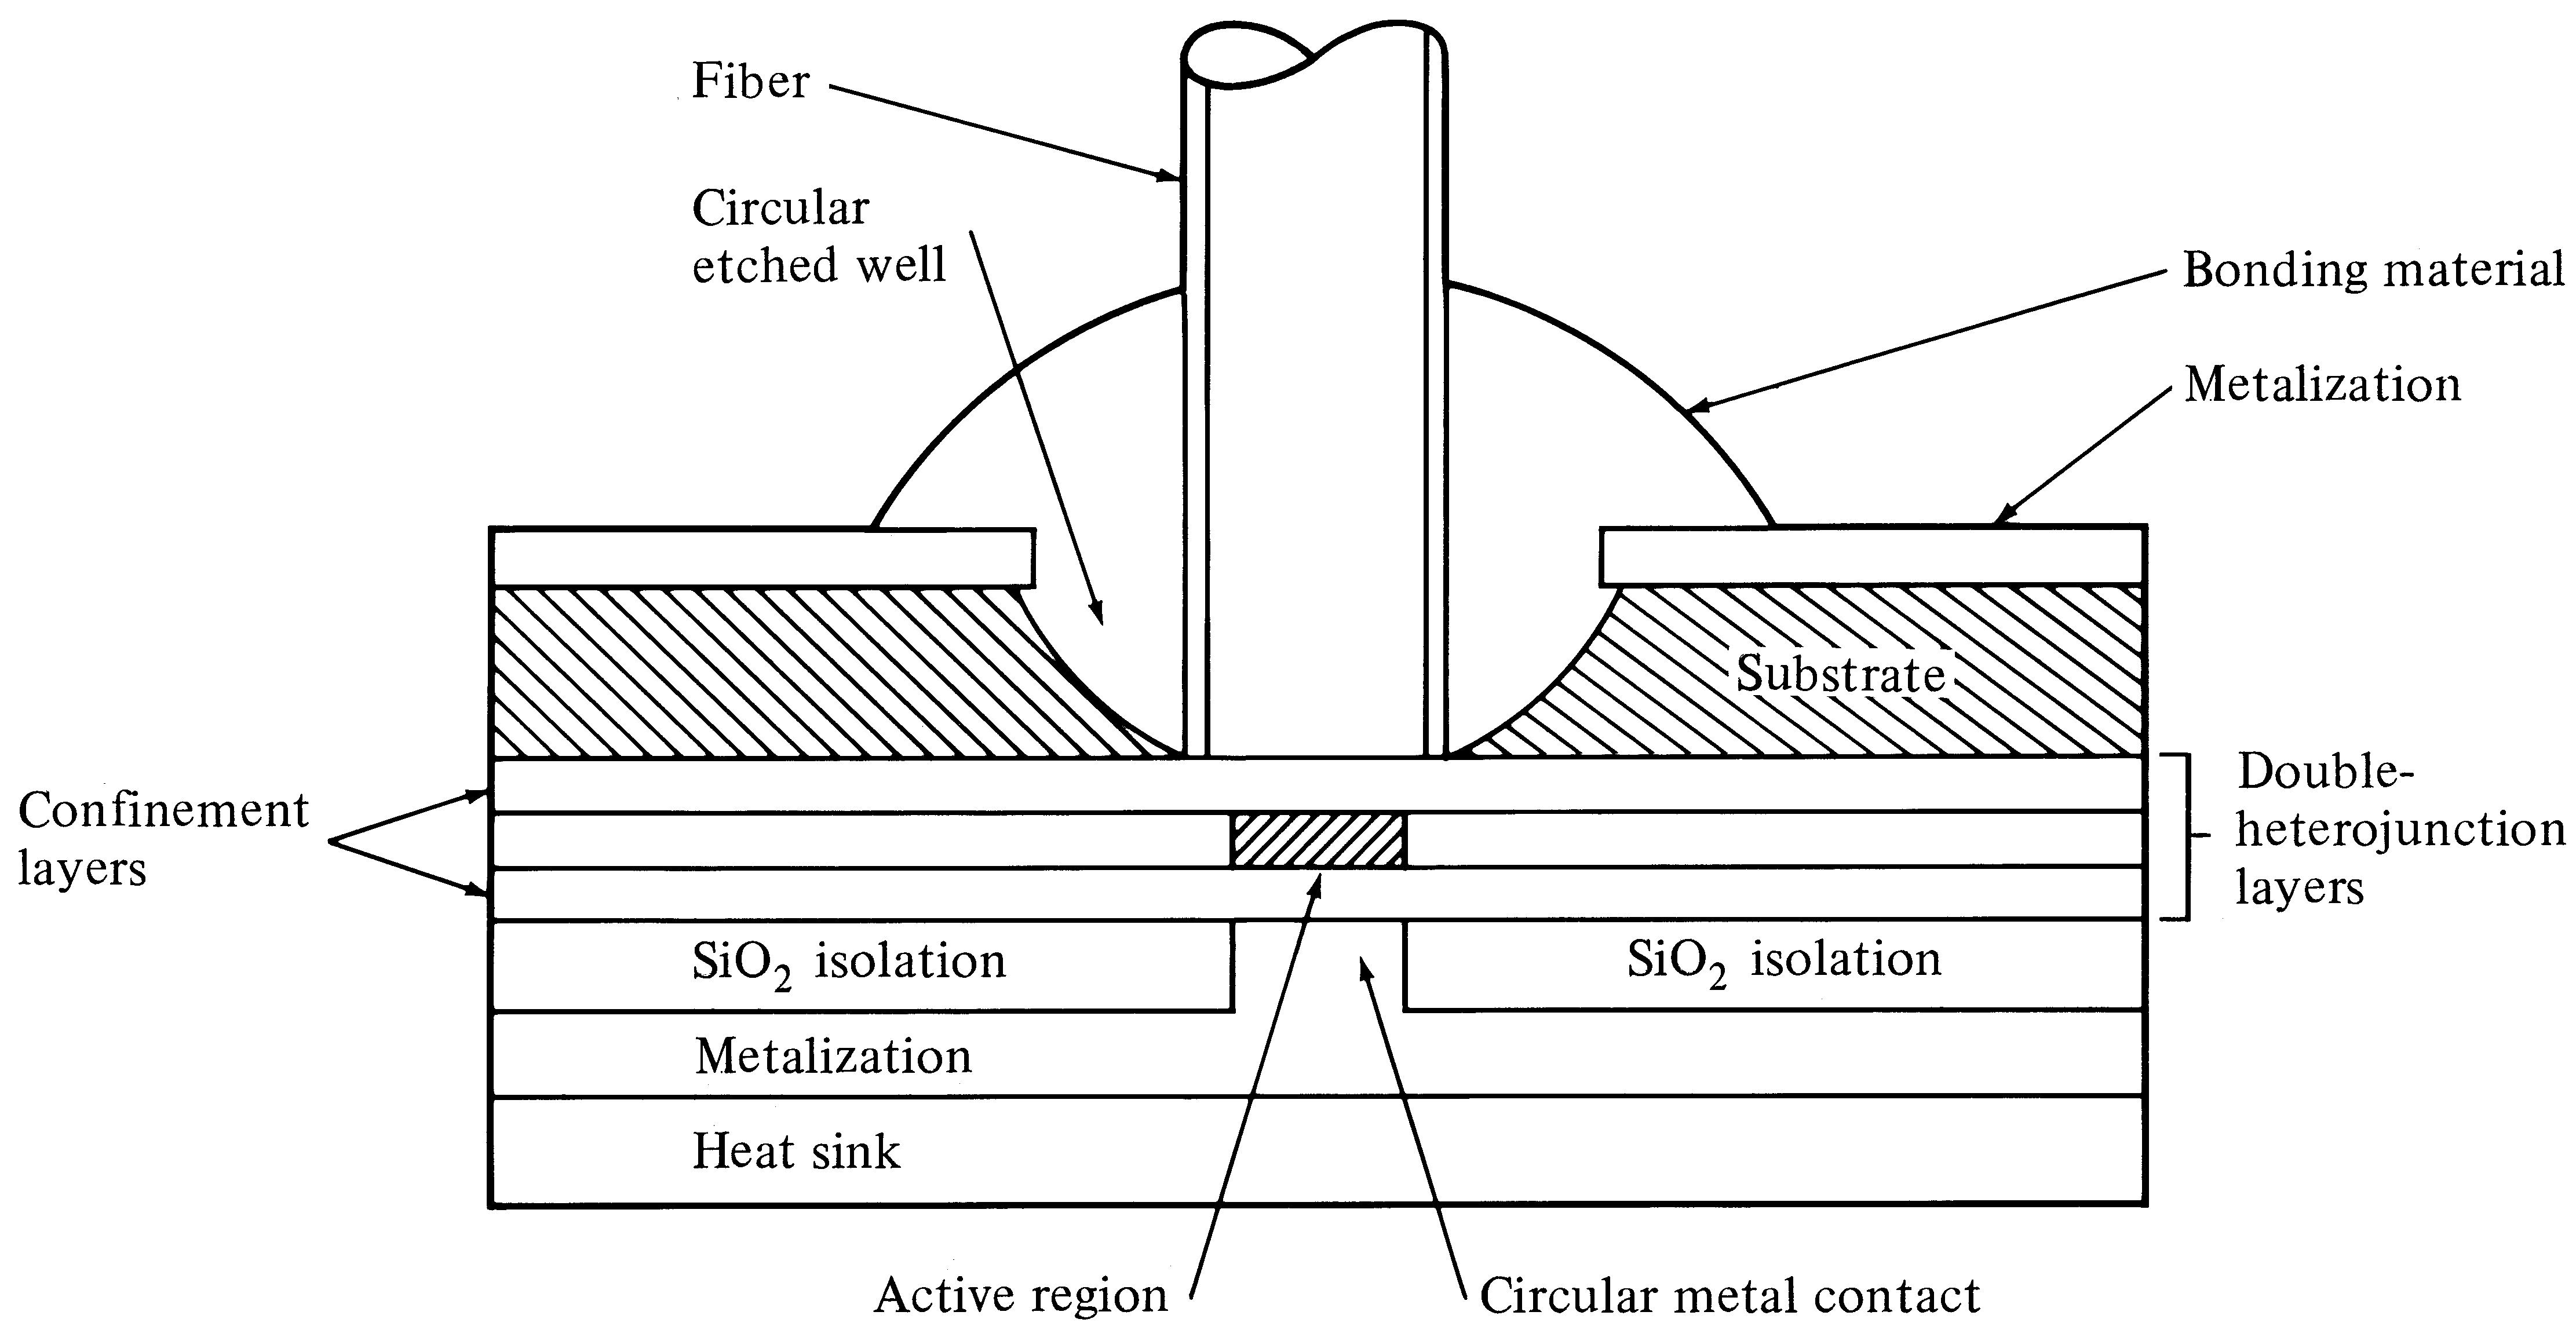 Fiber
Circular
etched well
Bonding material
Metalization
Substrate
Confinement
layers
Double-
heterojunction
layers
SiO₂ isolation
SiO₂ isolation
Metalization
Heat sink
Active region
Circular metal contact